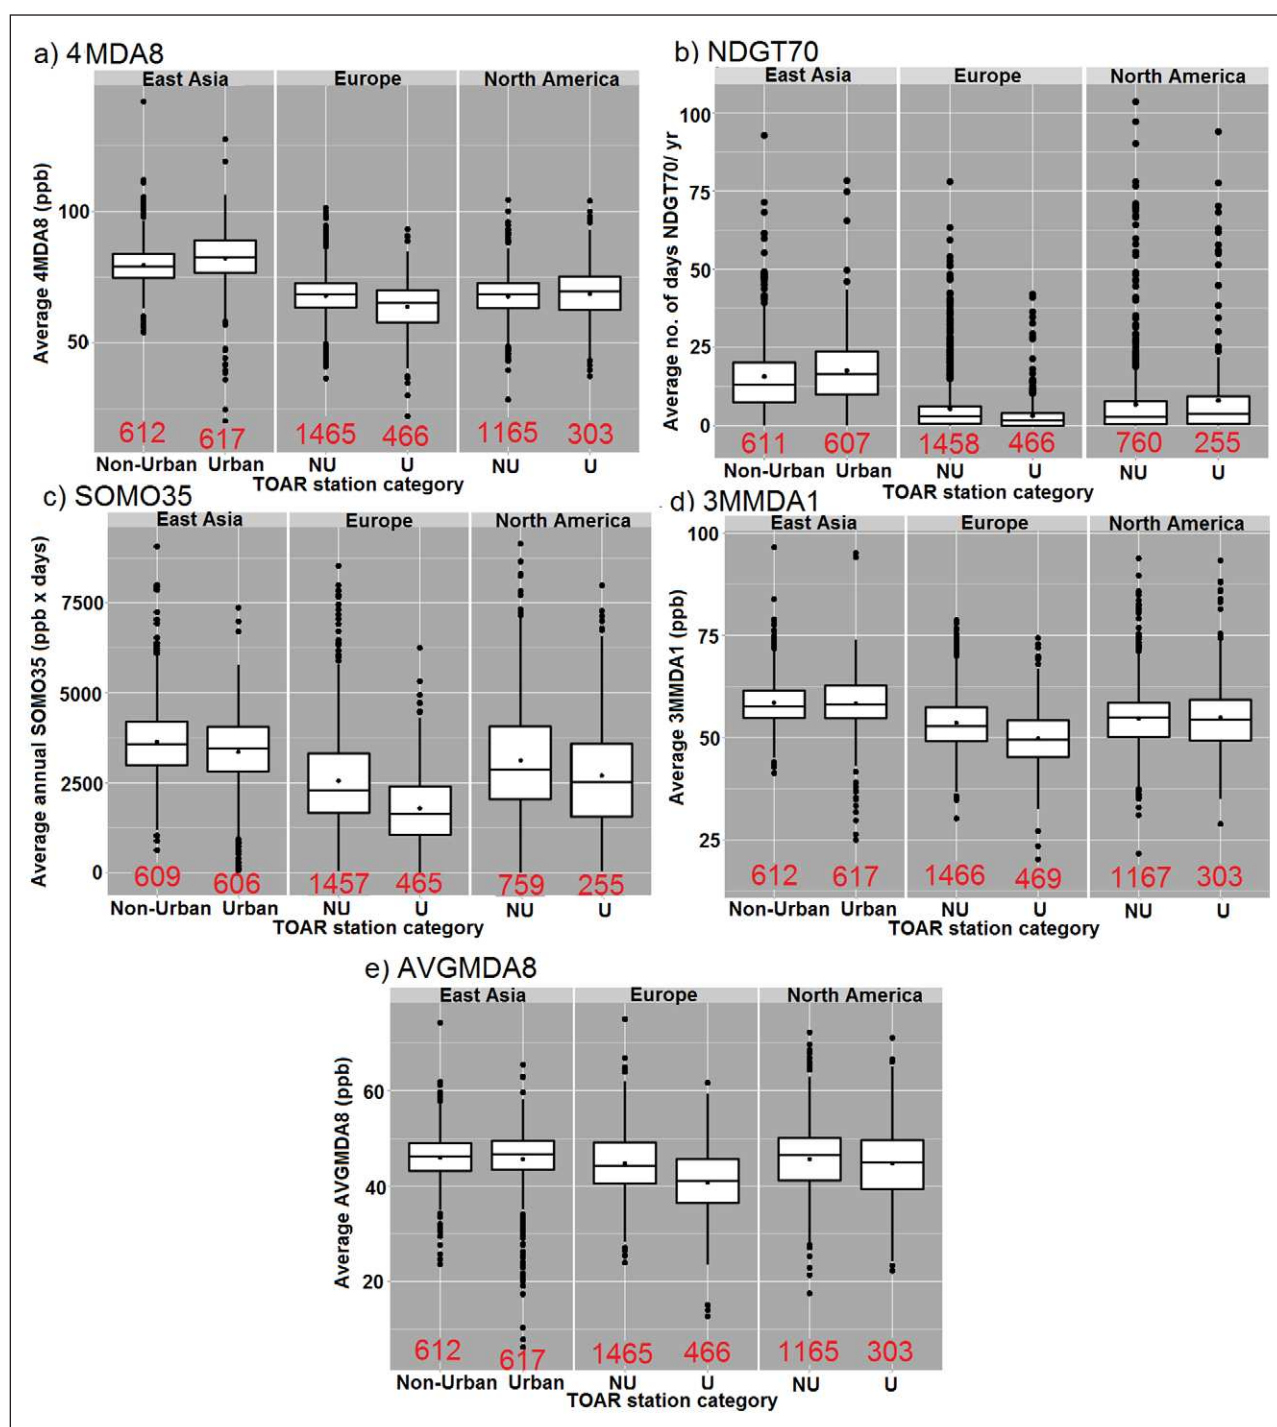 a) 4MDA8
East Asia Europe North America
Average 4MDA8 (ppb)
100
50
612 617 1465 466 1165 303
Non-Urban Urban NU U NU U
TOAR station category
b) NDGT70
East Asia Europe North America
Average no. of days NDGT70/ yr
100
75
50
25
0
611 607 1458 466 760 255
Non-Urban Urban NU U NU U
TOAR station category
c) SOMO35
East Asia Europe North America
Average annual SOMO35 (ppb x days)
7500
5000
2500
0
609 606 1457 465 759 255
Non-Urban Urban NU U NU U
TOAR station category
d) 3MMDA1
East Asia Europe North America
Average 3MMDA1 (ppb)
100
75
50
25
612 617 1466 469 1167 303
Non-Urban Urban NU U NU U
TOAR station category
e) AVGMDA8
East Asia Europe North America
Average AVGMDA8 (ppb)
60
40
20
612 617 1465 466 1165 303
Non-Urban Urban NU U NU U
TOAR station category